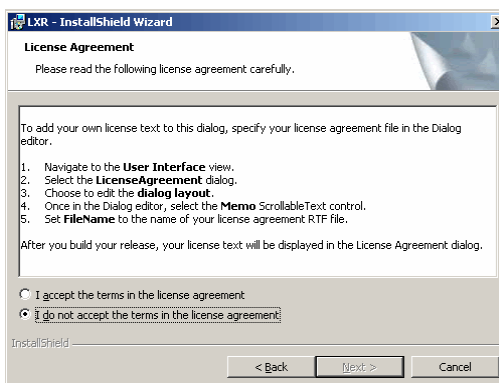 LXR - InstallShield Wizard
License Agreement
Please read the following license agreement carefully.
To add your own license text to this dialog, specify your license agreement file in the Dialog
editor.
1. Navigate to the User Interface view.
2. Select the LicenseAgreement dialog.
3. Choose to edit the dialog layout.
4. Once in the Dialog editor, select the Memo ScrollableText control.
5. Set FileName to the name of your license agreement RTF file.
After you build your release, your license text will be displayed in the License Agreement dialog.
I accept the terms in the license agreement
I do not accept the terms in the license agreement
InstallShield
< Back Next > Cancel